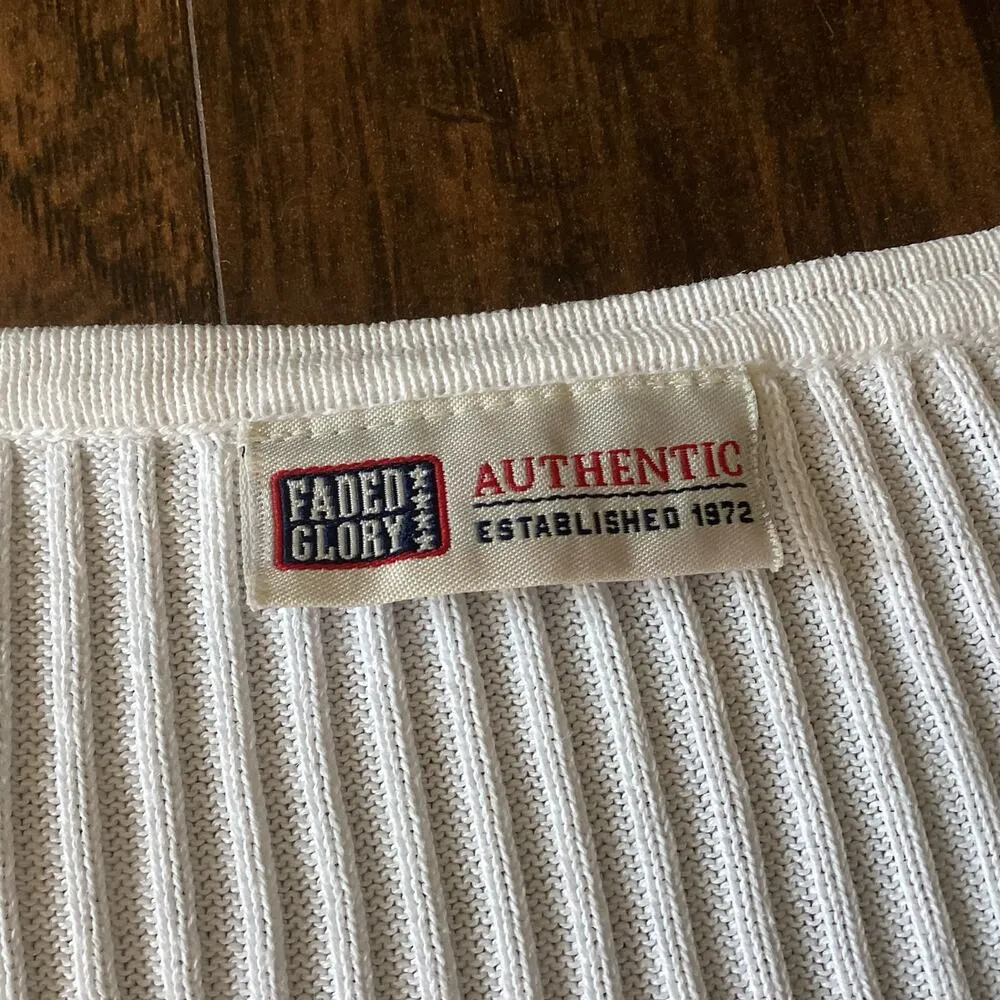 FADED
GLORY
AUTHENTIC
ESTABLISHED 1972